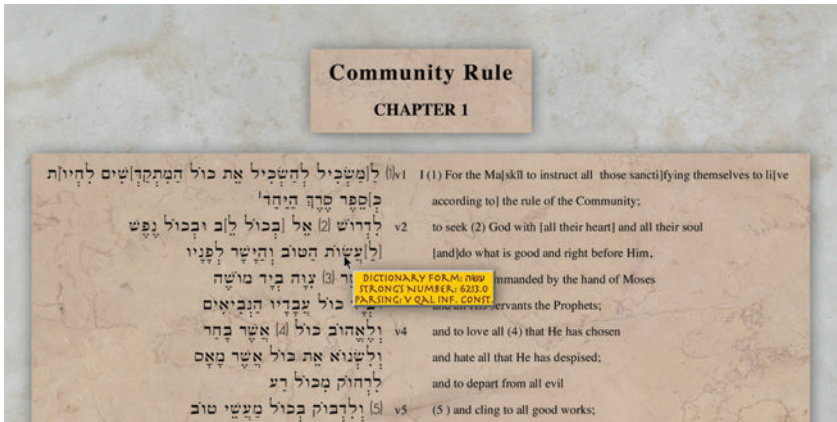 Community Rule
CHAPTER 1
(1) לַ[מַשְׂכִּיל לְהַשְׂכִּיל אֶת כּוֹל הַמִּתְקַדְּ]שִׁים לִחְיוֹ[ת v1 I (1) For the Ma[skîl to instruct all those sancti]fying themselves to li[ve
כְּ]סֵפֶר סֶרֶךְ הַיַּחַד' according to] the rule of the Community;
לִדְרוֹשׁ (2) אֵל [בְּכוֹל לֵ]ב וּבְכוֹל נֶפֶשׁ v2 to seek (2) God with [all their heart] and all their soul
[לַ]עֲשׂוֹת הַטּוֹב וְהַיָּשָׁר לְפָנָיו [and]do what is good and right before Him,
(3) צִוָּה בְיַד מוֹשֶׁה mmanded by the hand of Moses
DICTIONARY FORM: עשׂה
STRONG'S NUMBER: 6213.0
PARSING: V QAL INF. CONST.
כּוֹל עֲבָדָיו הַנְּבִיאִים servants the Prophets;
וְלֶאֱהוֹב כּוֹל (4) אֲשֶׁר בָּחַר v4 and to love all (4) that He has chosen
וְלִשְׂנוֹא אֶת כּוֹל אֲשֶׁר מָאָס and hate all that He has despised;
לִרְחוֹק מִכּוֹל רַע and to depart from all evil
(5) וְלִדְבּוֹק בְּכוֹל מַעֲשֵׂי טוֹב v5 (5 ) and cling to all good works;